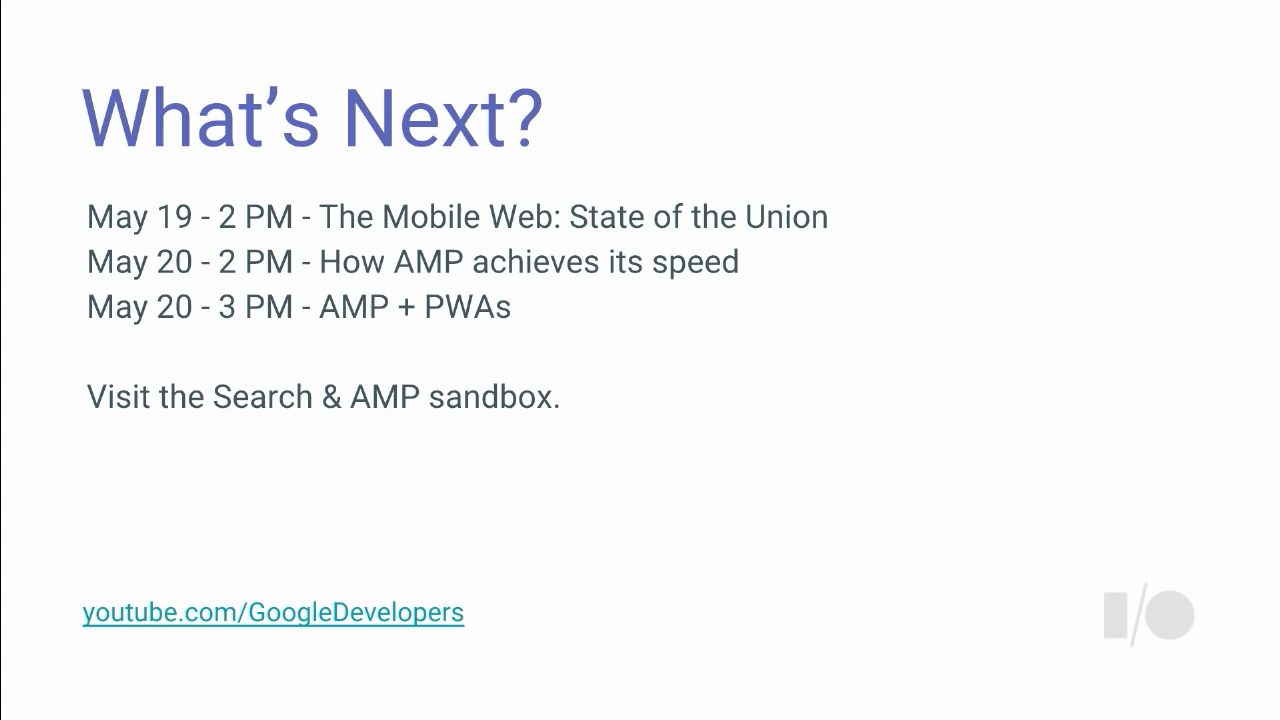 What’s Next?
May 19 - 2 PM - The Mobile Web: State of the Union
May 20 - 2 PM - How AMP achieves its speed
May 20 - 3 PM - AMP + PWAs
Visit the Search & AMP sandbox.
youtube.com/GoogleDevelopers
I/O